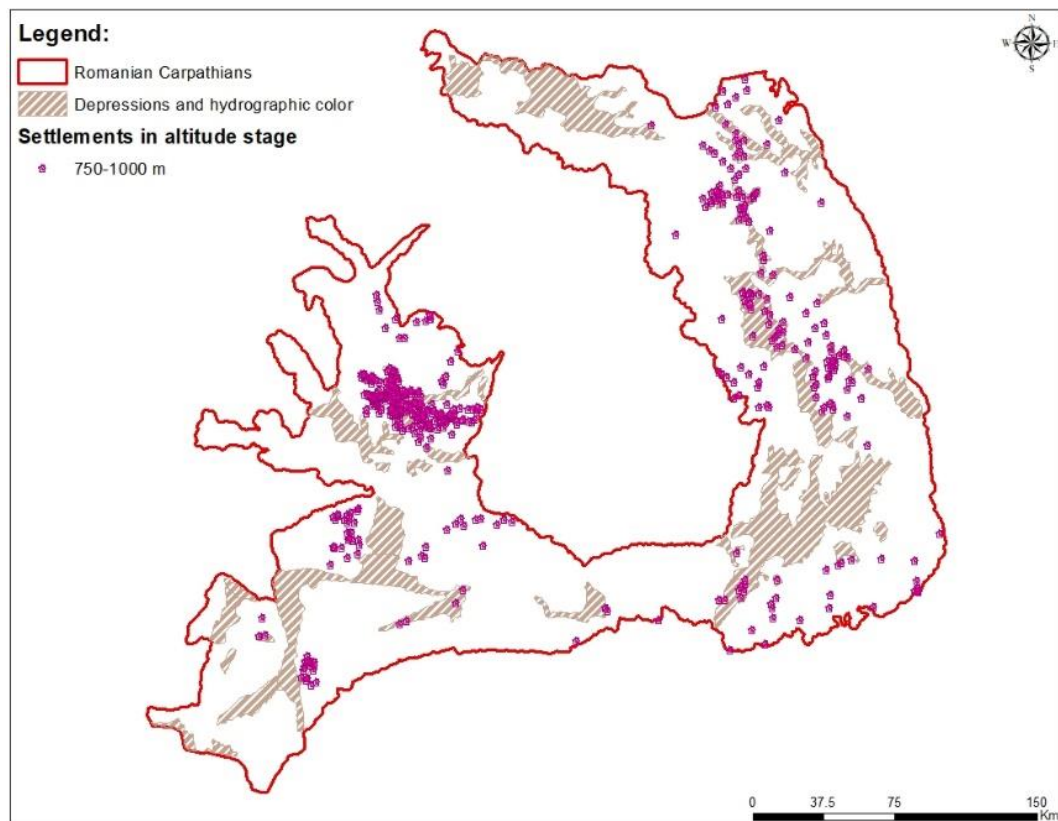 Legend:
Romanian Carpathians
Depressions and hydrographic color
Settlements in altitude stage
750-1000 m
N
W
E
S
0 37.5 75 150
Km